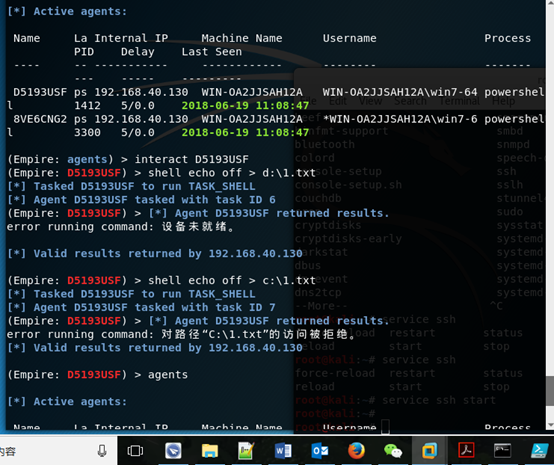 [*] Active agents:
Name La Internal IP Machine Name Username Process
PID Delay Last Seen
---- -- ----------- ------------ -------- -------
--- ----- ---------
D5193USF ps 192.168.40.130 WIN-OA2JJSAH12A WIN-OA2JJSAH12A\win7-64 powershel
l 1412 5/0.0 2018-06-19 11:08:47
8VE6CNG2 ps 192.168.40.130 WIN-OA2JJSAH12A *WIN-OA2JJSAH12A\win7-6 powershel
l 3300 5/0.0 2018-06-19 11:08:47
(Empire: agents) > interact D5193USF
(Empire: D5193USF) > shell echo off > d:\1.txt
[*] Tasked D5193USF to run TASK_SHELL
[*] Agent D5193USF tasked with task ID 6
(Empire: D5193USF) > [*] Agent D5193USF returned results.
error running command: 设备未就绪。
[*] Valid results returned by 192.168.40.130
(Empire: D5193USF) > shell echo off > c:\1.txt
[*] Tasked D5193USF to run TASK_SHELL
[*] Agent D5193USF tasked with task ID 7
(Empire: D5193USF) > [*] Agent D5193USF returned results.
error running command: 对路径“C:\1.txt”的访问被拒绝。
[*] Valid results returned by 192.168.40.130
(Empire: D5193USF) > agents
[*] Active agents:
Name La Internal IP Machine Name Username Process
Edit View Search Terminal Help
smbd
bluetooth snmpd
colord speech-
console-setup ssh
console-setup.sh sslh
couchdb stunnel
sudo
cryptdisks sysstat
cryptdisks-early systemd
darkstat systemd
dbus systemd
systemd
dns2tcp systemd
--More-- ^C
service ssh
restart status
reload start stop
root@kali:~# service ssh
force-reload restart status
reload start stop
root@kali:~# service ssh start
root@kali:~#
内容